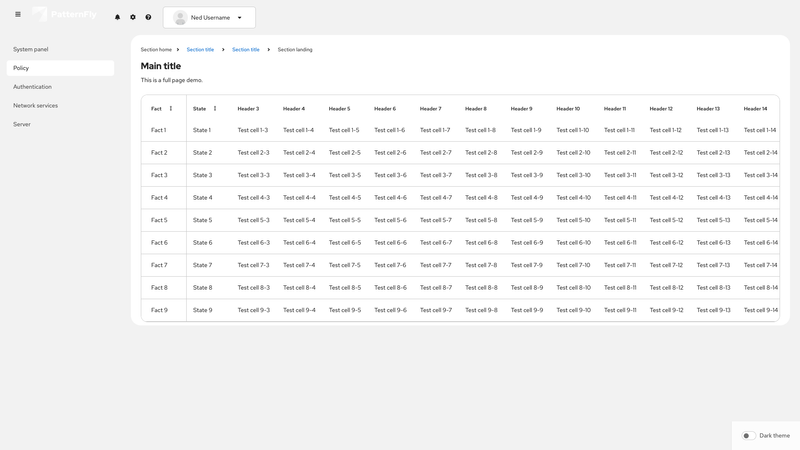 PatternFly
Ned Username
System panel
Policy
Authentication
Network services
Server
Section home Section title Section title Section landing
Main title
This is a full page demo.
Fact State Header 3 Header 4 Header 5 Header 6 Header 7 Header 8 Header 9 Header 10 Header 11 Header 12 Header 13 Header 14
Fact 1 State 1 Test cell 1-3 Test cell 1-4 Test cell 1-5 Test cell 1-6 Test cell 1-7 Test cell 1-8 Test cell 1-9 Test cell 1-10 Test cell 1-11 Test cell 1-12 Test cell 1-13 Test cell 1-14
Fact 2 State 2 Test cell 2-3 Test cell 2-4 Test cell 2-5 Test cell 2-6 Test cell 2-7 Test cell 2-8 Test cell 2-9 Test cell 2-10 Test cell 2-11 Test cell 2-12 Test cell 2-13 Test cell 2-14
Fact 3 State 3 Test cell 3-3 Test cell 3-4 Test cell 3-5 Test cell 3-6 Test cell 3-7 Test cell 3-8 Test cell 3-9 Test cell 3-10 Test cell 3-11 Test cell 3-12 Test cell 3-13 Test cell 3-14
Fact 4 State 4 Test cell 4-3 Test cell 4-4 Test cell 4-5 Test cell 4-6 Test cell 4-7 Test cell 4-8 Test cell 4-9 Test cell 4-10 Test cell 4-11 Test cell 4-12 Test cell 4-13 Test cell 4-14
Fact 5 State 5 Test cell 5-3 Test cell 5-4 Test cell 5-5 Test cell 5-6 Test cell 5-7 Test cell 5-8 Test cell 5-9 Test cell 5-10 Test cell 5-11 Test cell 5-12 Test cell 5-13 Test cell 5-14
Fact 6 State 6 Test cell 6-3 Test cell 6-4 Test cell 6-5 Test cell 6-6 Test cell 6-7 Test cell 6-8 Test cell 6-9 Test cell 6-10 Test cell 6-11 Test cell 6-12 Test cell 6-13 Test cell 6-14
Fact 7 State 7 Test cell 7-3 Test cell 7-4 Test cell 7-5 Test cell 7-6 Test cell 7-7 Test cell 7-8 Test cell 7-9 Test cell 7-10 Test cell 7-11 Test cell 7-12 Test cell 7-13 Test cell 7-14
Fact 8 State 8 Test cell 8-3 Test cell 8-4 Test cell 8-5 Test cell 8-6 Test cell 8-7 Test cell 8-8 Test cell 8-9 Test cell 8-10 Test cell 8-11 Test cell 8-12 Test cell 8-13 Test cell 8-14
Fact 9 State 9 Test cell 9-3 Test cell 9-4 Test cell 9-5 Test cell 9-6 Test cell 9-7 Test cell 9-8 Test cell 9-9 Test cell 9-10 Test cell 9-11 Test cell 9-12 Test cell 9-13 Test cell 9-14
Dark theme